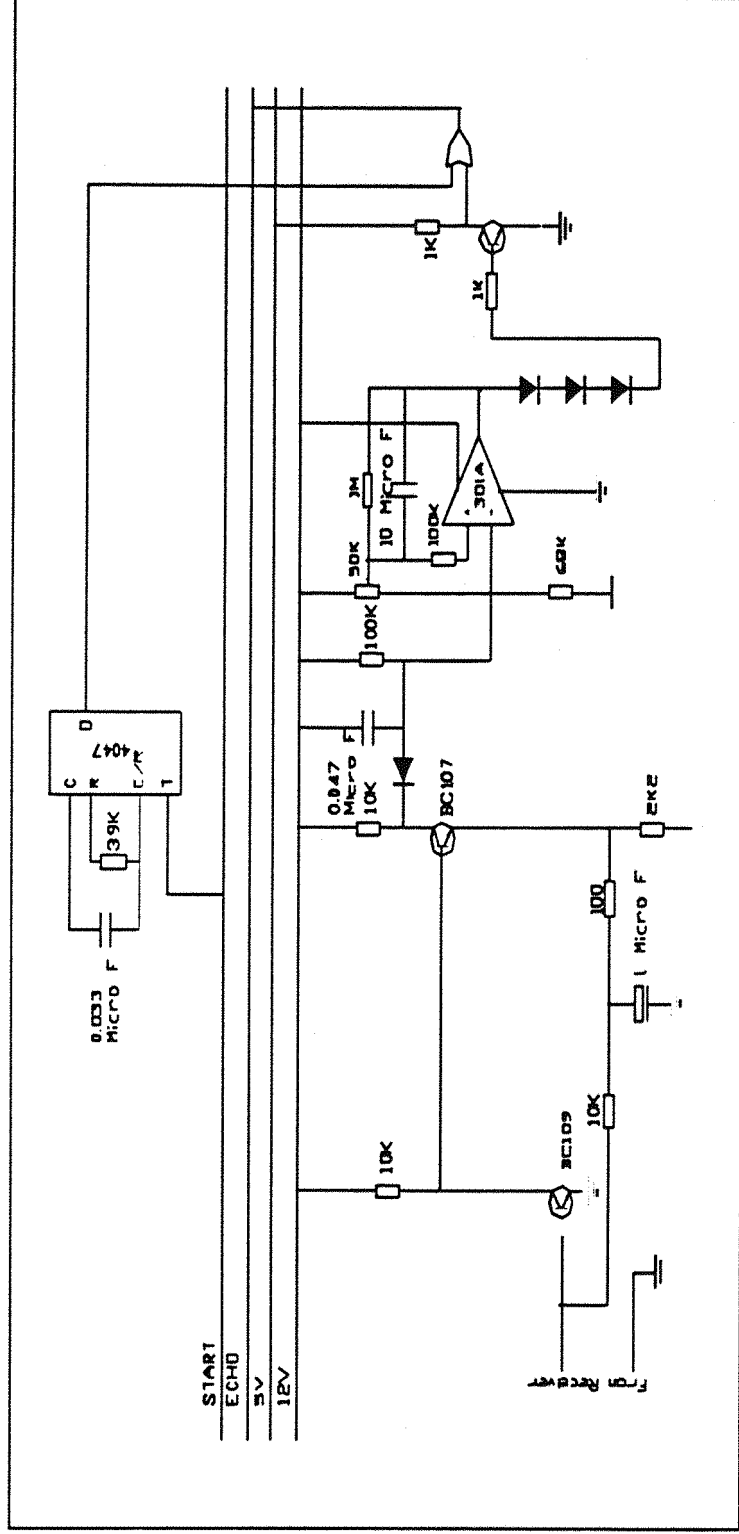 0.033
Micro F
39K
C
R
C/R
T
4047
START
ECHO
5V
12V
10K
0.047
Micro F
10K
BC107
100K
50K
1M
10 Micro F
100K
301A
68K
1K
1K
BC109
10K
1 Micro F
100
2K2
Receiver